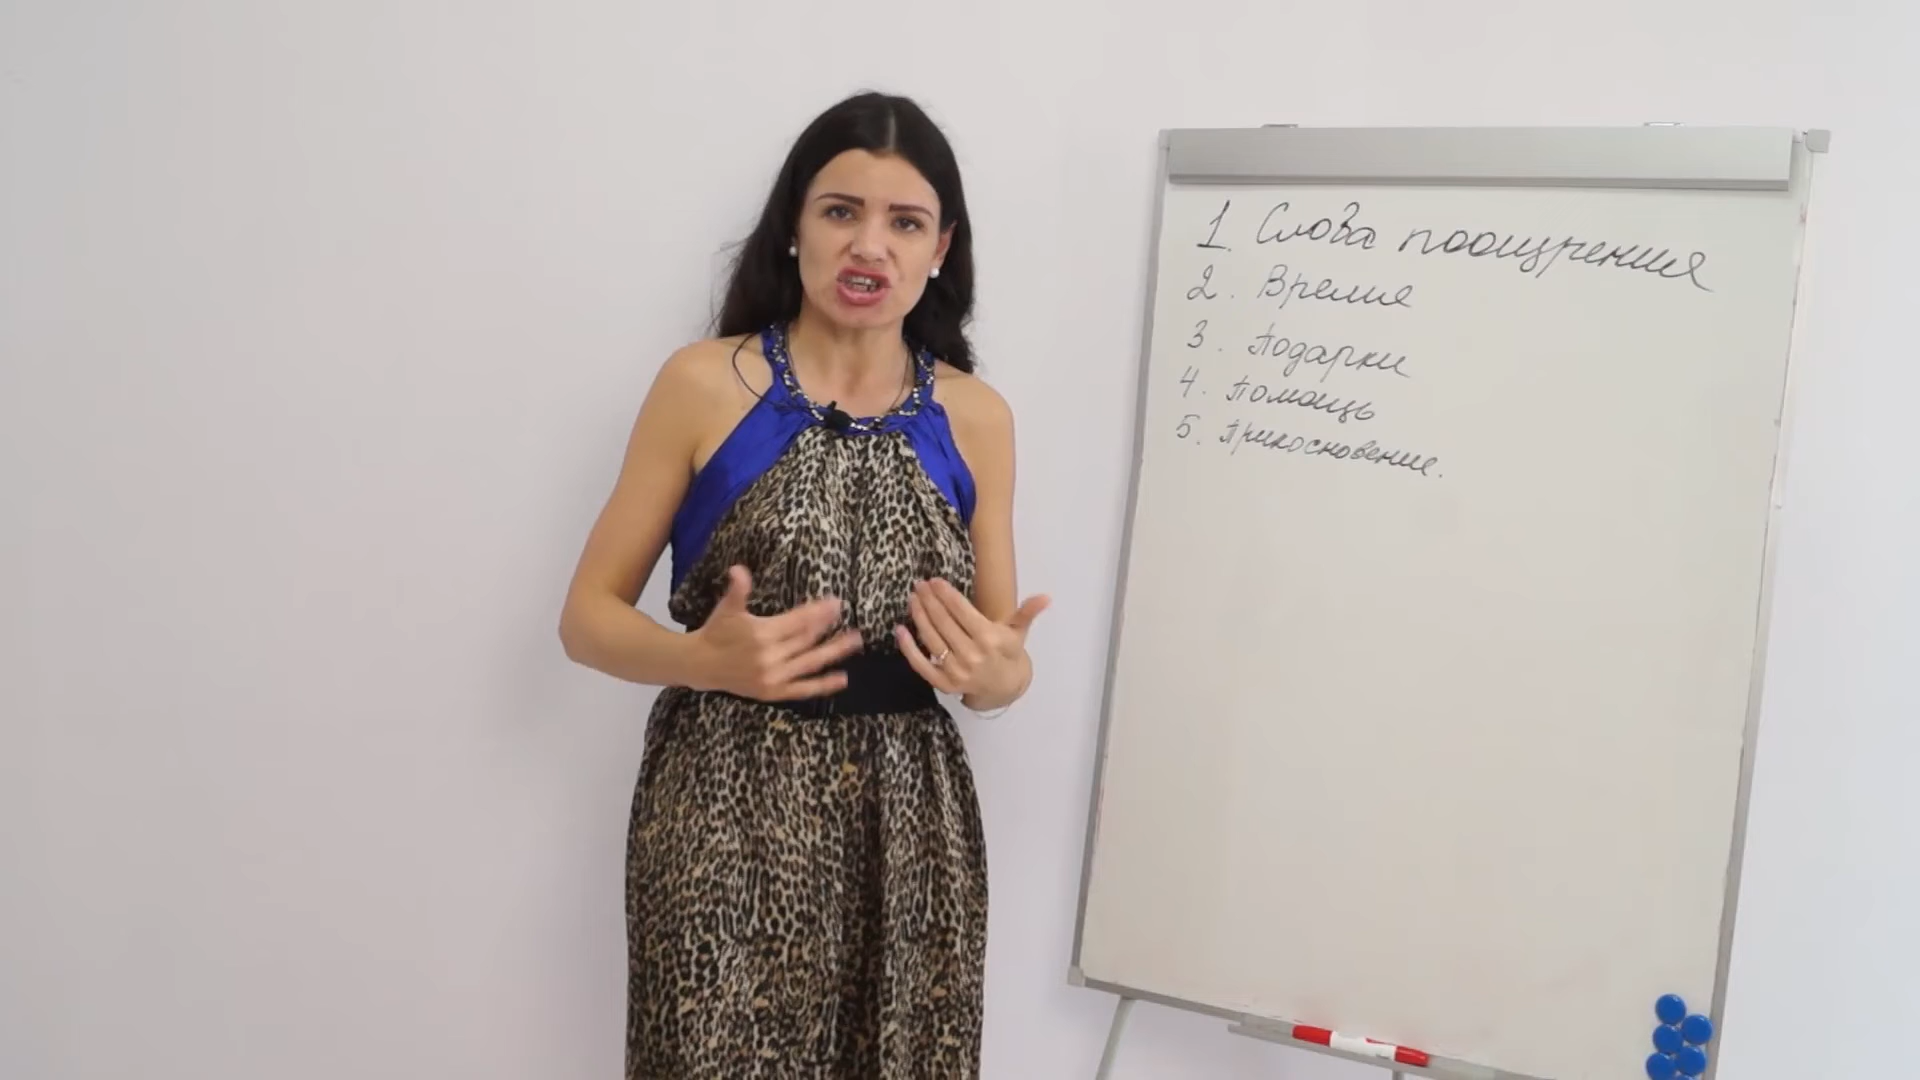 1. Слова поощрения
2. Время
3. Подарки
4. Помощь
5. Прикосновение.